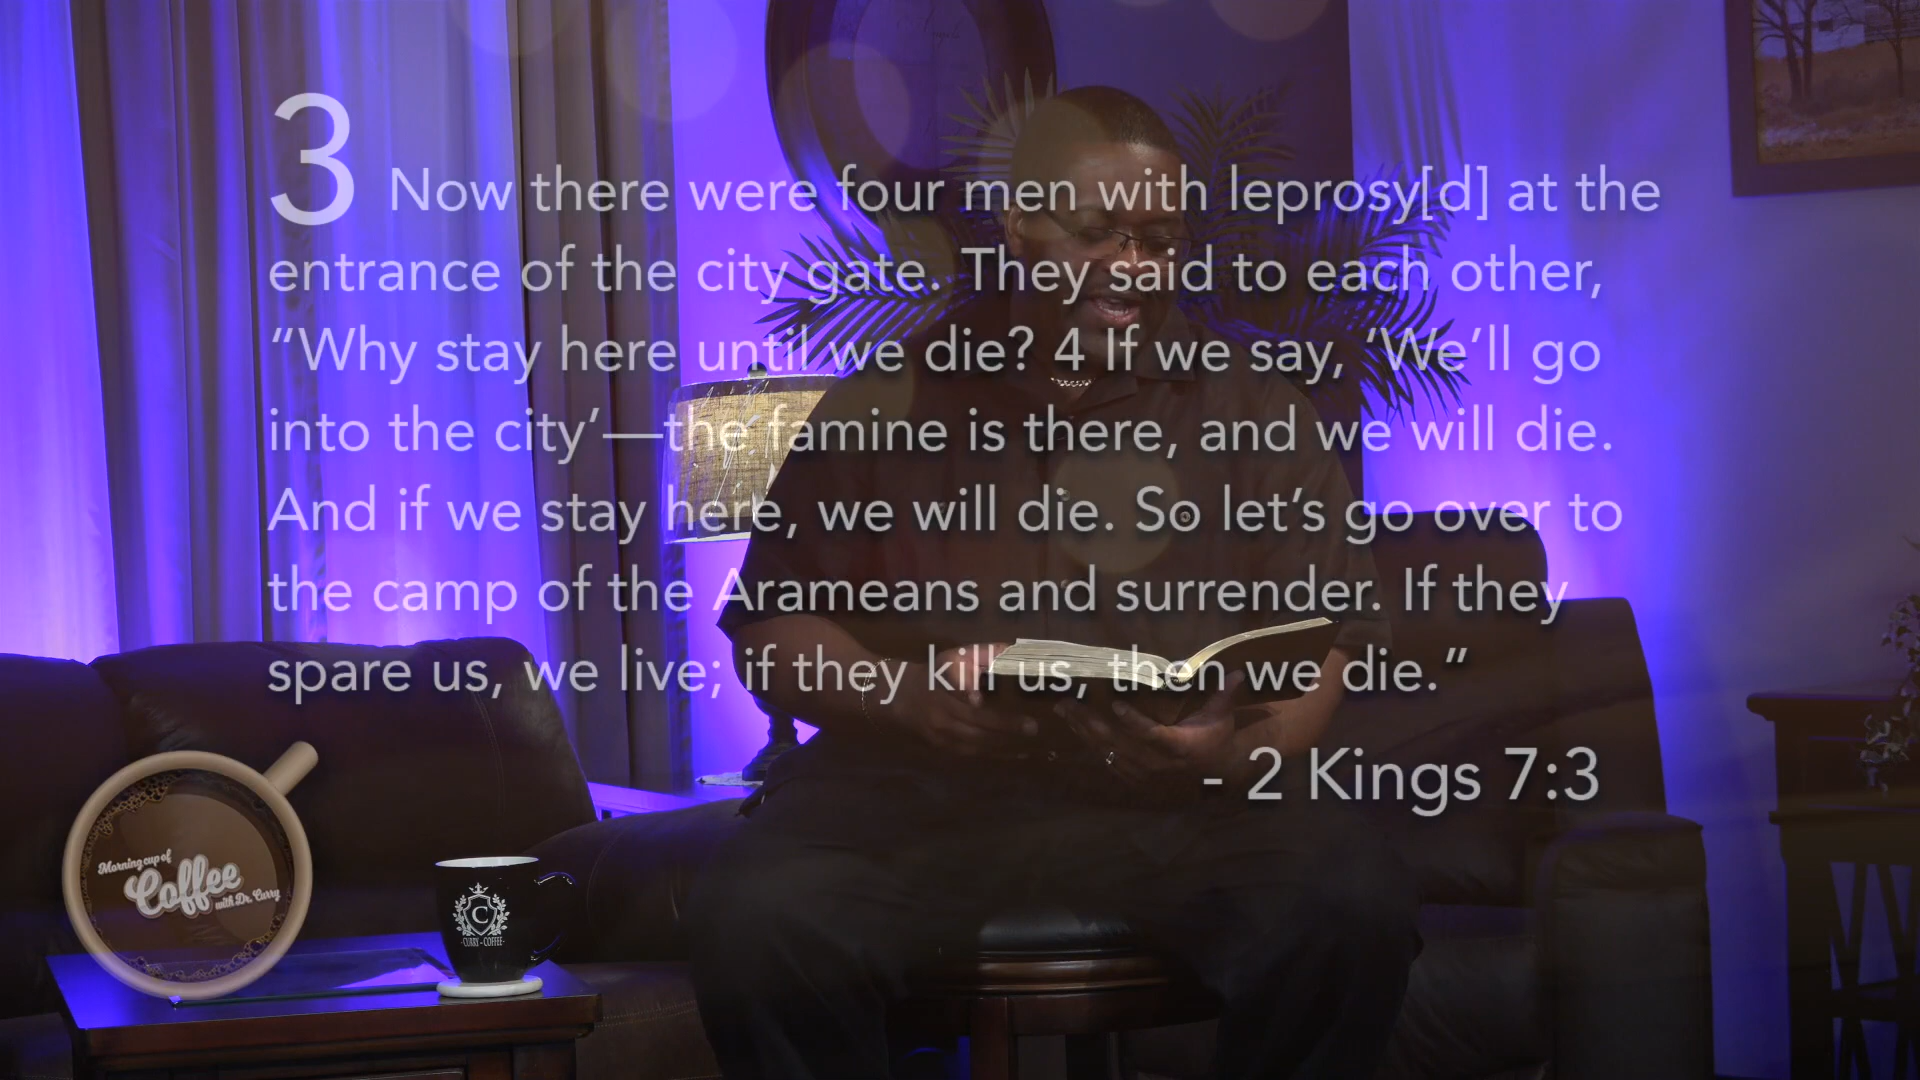 3 Now there were four men with leprosy[d] at the
entrance of the city gate. They said to each other,
“Why stay here until we die? 4 If we say, ‘We’ll go
into the city’—the famine is there, and we will die.
And if we stay here, we will die. So let’s go over to
the camp of the Arameans and surrender. If they
spare us, we live; if they kill us, then we die.”
- 2 Kings 7:3
Morning cup of
Coffee
with Dr. Curry
C
CURRY - COFFEE